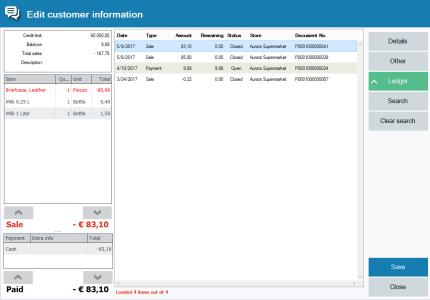 Edit customer information
Credit limit: 60 000,00
Balance: 9,99
Total sales: -167,78
Description:
Item Qu... Unit Total
Briefcase, Leather -1 Pieces -85,00
Milk 0.25 L 1 Bottle 0,40
Milk 1 Liter 1 Bottle 1,50
Sale - € 83,10
Payment Extra info Total
Cash -83,10
Paid - € 83,10
Date Type Amount Remaining Status Store Document No.
5/9/2017 Sale 83,10 0,00 Closed Aurora Supermarket P0001000000041
5/9/2017 Sale 85,00 0,00 Closed Aurora Supermarket P0001000000039
4/10/2017 Payment 9,99 9,99 Open Aurora Supermarket P0001000000024
3/24/2017 Sale -0,32 0,00 Closed Aurora Supermarket P0001000000007
Loaded 4 items out of 4
Details
Other
Ledger
Search
Clear search
Save
Close